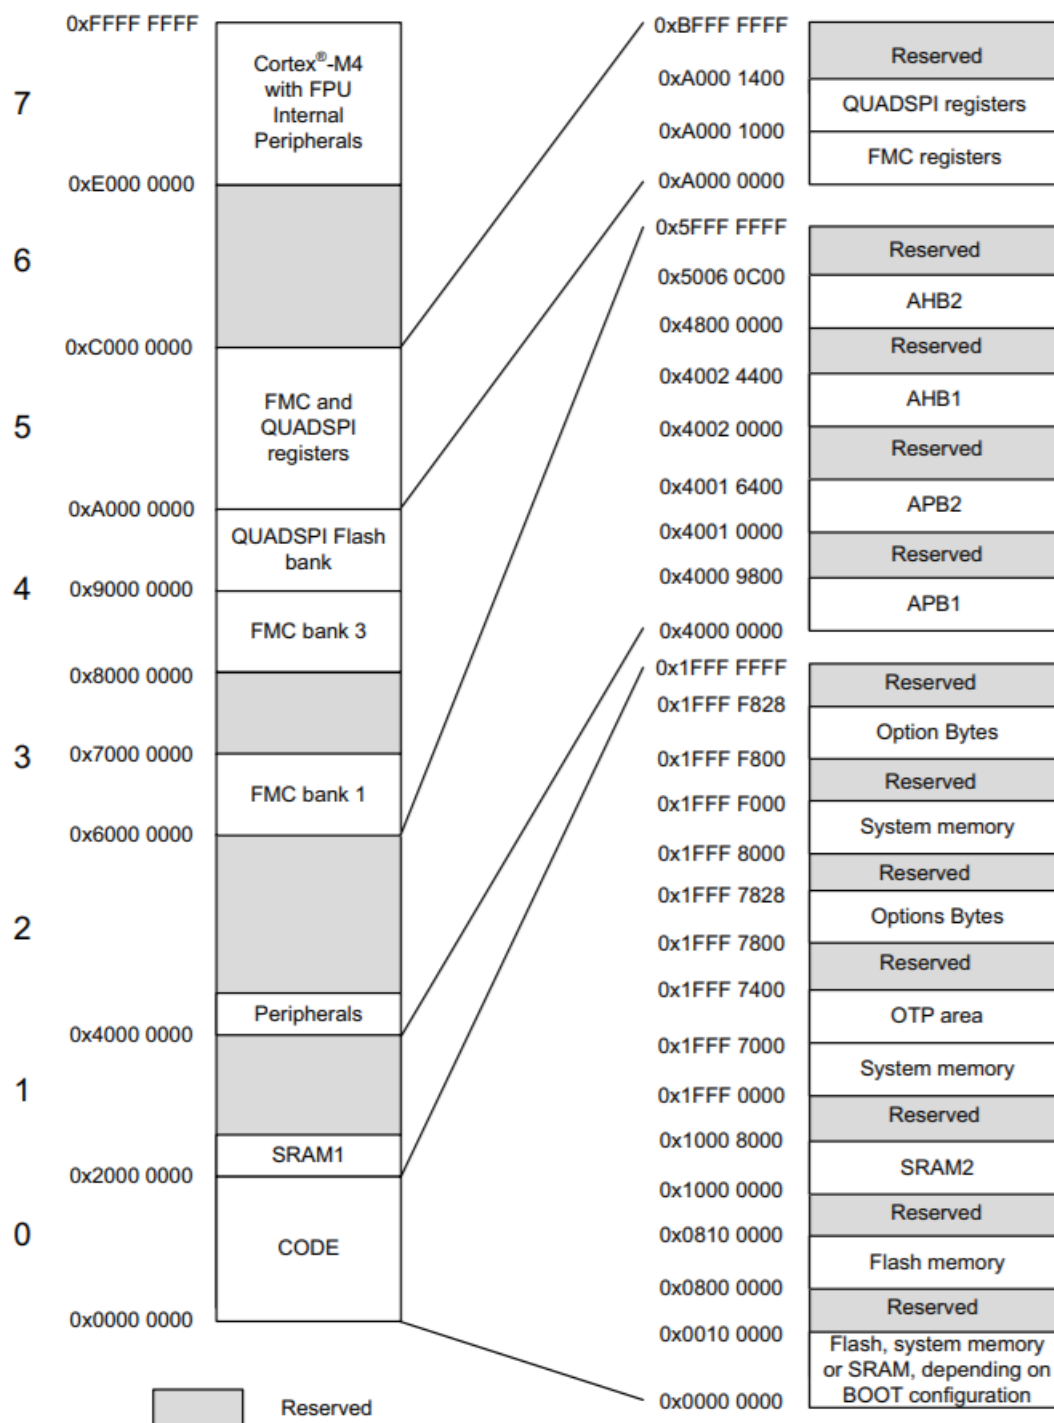 0xFFFF FFFF
7
Cortex®-M4
with FPU
Internal
Peripherals
0xE000 0000
6
0xC000 0000
5
FMC and
QUADSPI
registers
0xA000 0000
QUADSPI Flash
bank
4
0x9000 0000
FMC bank 3
0x8000 0000
3
0x7000 0000
FMC bank 1
0x6000 0000
2
Peripherals
0x4000 0000
1
SRAM1
0x2000 0000
0
CODE
0x0000 0000
Reserved
0xBFFF FFFF
Reserved
0xA000 1400
QUADSPI registers
0xA000 1000
FMC registers
0xA000 0000
0x5FFF FFFF
Reserved
0x5006 0C00
AHB2
0x4800 0000
Reserved
0x4002 4400
AHB1
0x4002 0000
Reserved
0x4001 6400
APB2
0x4001 0000
Reserved
0x4000 9800
APB1
0x4000 0000
0x1FFF FFFF
Reserved
0x1FFF F828
Option Bytes
0x1FFF F800
Reserved
0x1FFF F000
System memory
0x1FFF 8000
Reserved
0x1FFF 7828
Options Bytes
0x1FFF 7800
Reserved
0x1FFF 7400
OTP area
0x1FFF 7000
System memory
0x1FFF 0000
Reserved
0x1000 8000
SRAM2
0x1000 0000
Reserved
0x0810 0000
Flash memory
0x0800 0000
Reserved
0x0010 0000
Flash, system memory
or SRAM, depending on
BOOT configuration
0x0000 0000